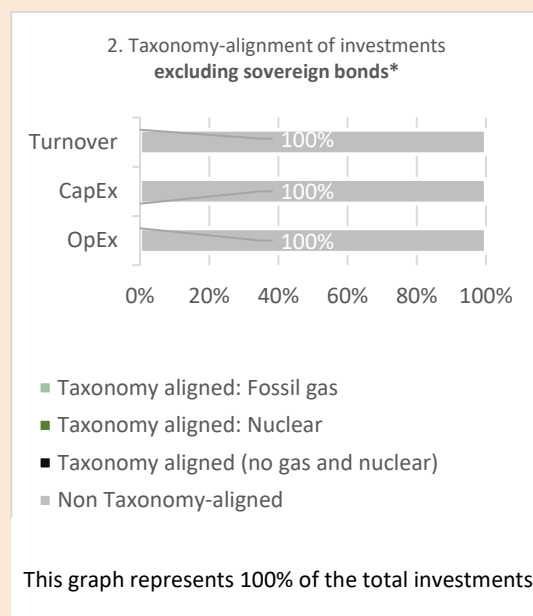 2. Taxonomy-alignment of investments
excluding sovereign bonds*
Turnover
100%
CapEx
100%
OpEx
100%
0% 20% 40% 60% 80% 100%
Taxonomy aligned: Fossil gas
Taxonomy aligned: Nuclear
Taxonomy aligned (no gas and nuclear)
Non Taxonomy-aligned
This graph represents 100% of the total investments